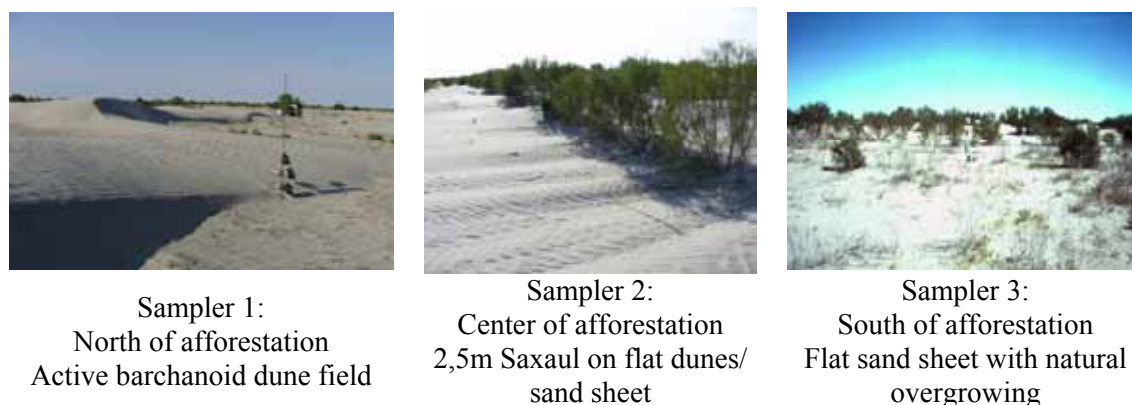 Sampler 1:
North of afforestation
Active barchanoid dune field
Sampler 2:
Center of afforestation
2,5m Saxaul on flat dunes/
sand sheet
Sampler 3:
South of afforestation
Flat sand sheet with natural
overgrowing